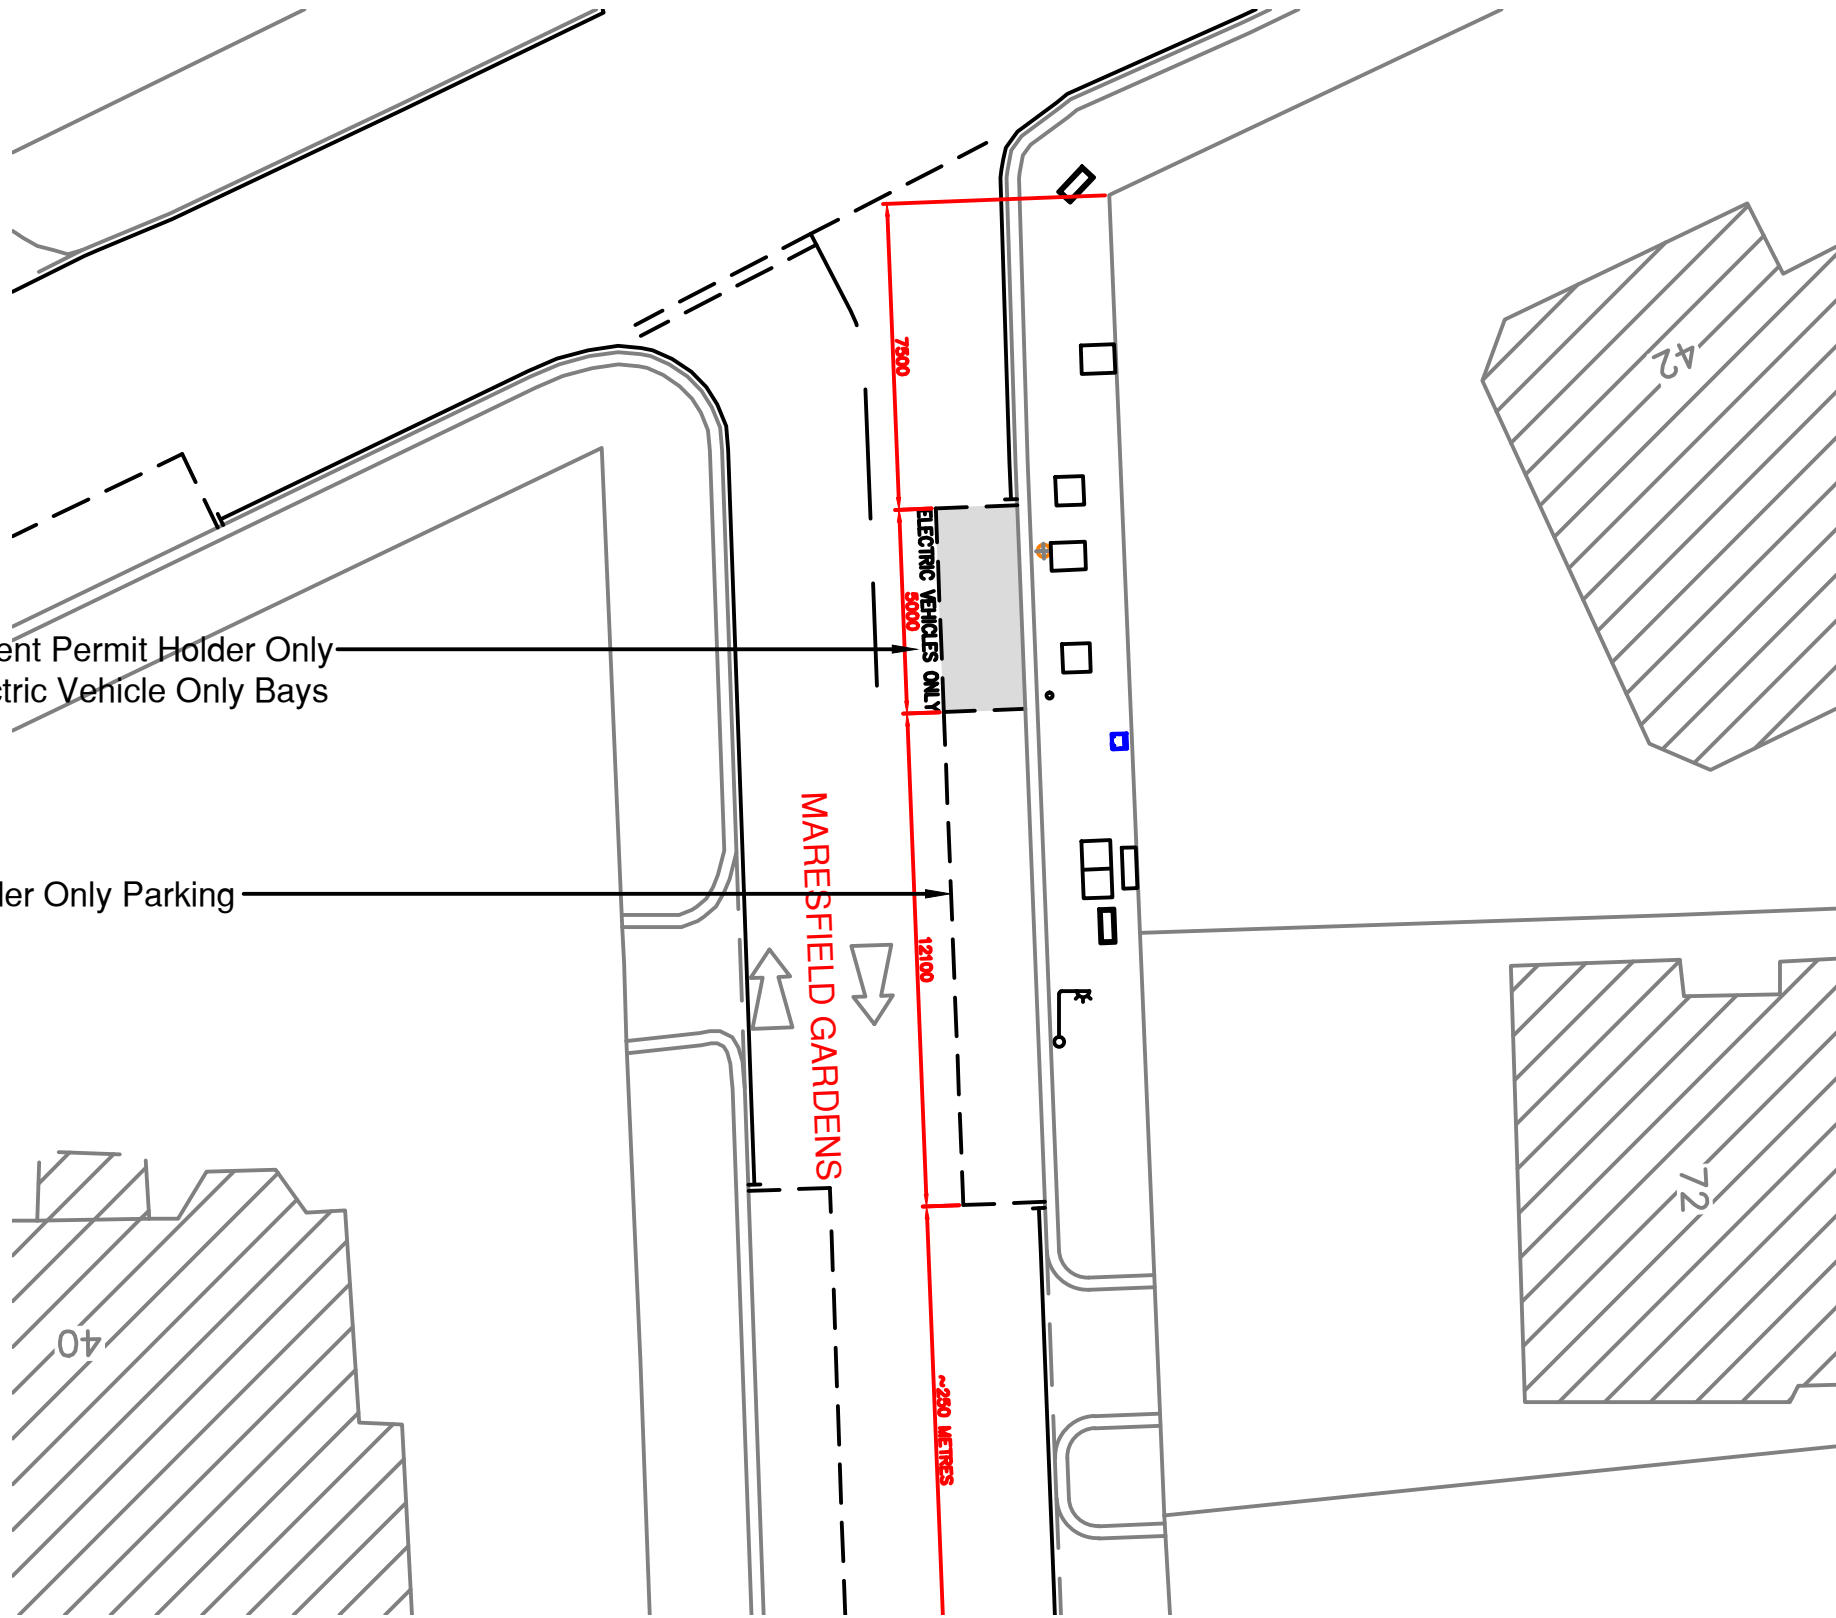 42
7500
ELECTRIC VEHICLES ONLY
5000
ent Permit Holder Only
ctric Vehicle Only Bays
MARESFIELD GARDENS
der Only Parking
12100
72
40
~250 METRES